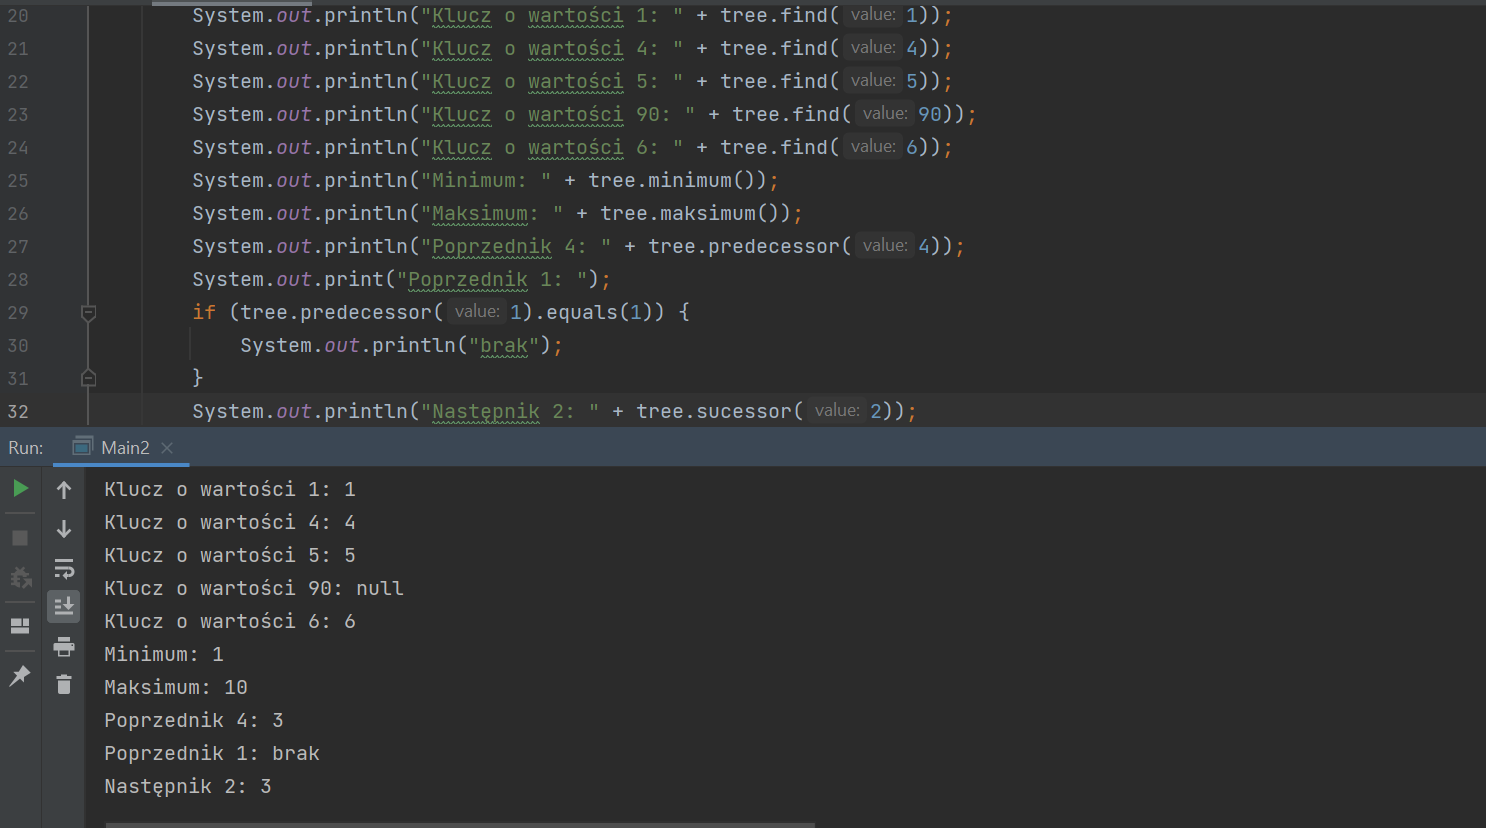 20 System.out.println("Klucz o wartości 1: " + tree.find( value: 1));
21 System.out.println("Klucz o wartości 4: " + tree.find( value: 4));
22 System.out.println("Klucz o wartości 5: " + tree.find( value: 5));
23 System.out.println("Klucz o wartości 90: " + tree.find( value: 90));
24 System.out.println("Klucz o wartości 6: " + tree.find( value: 6));
25 System.out.println("Minimum: " + tree.minimum());
26 System.out.println("Maksimum: " + tree.maksimum());
27 System.out.println("Poprzednik 4: " + tree.predecessor( value: 4));
28 System.out.print("Poprzednik 1: ");
29 if (tree.predecessor( value: 1).equals(1)) {
30 System.out.println("brak");
31 }
32 System.out.println("Następnik 2: " + tree.sucessor( value: 2));
Run: Main2
Klucz o wartości 1: 1
Klucz o wartości 4: 4
Klucz o wartości 5: 5
Klucz o wartości 90: null
Klucz o wartości 6: 6
Minimum: 1
Maksimum: 10
Poprzednik 4: 3
Poprzednik 1: brak
Następnik 2: 3